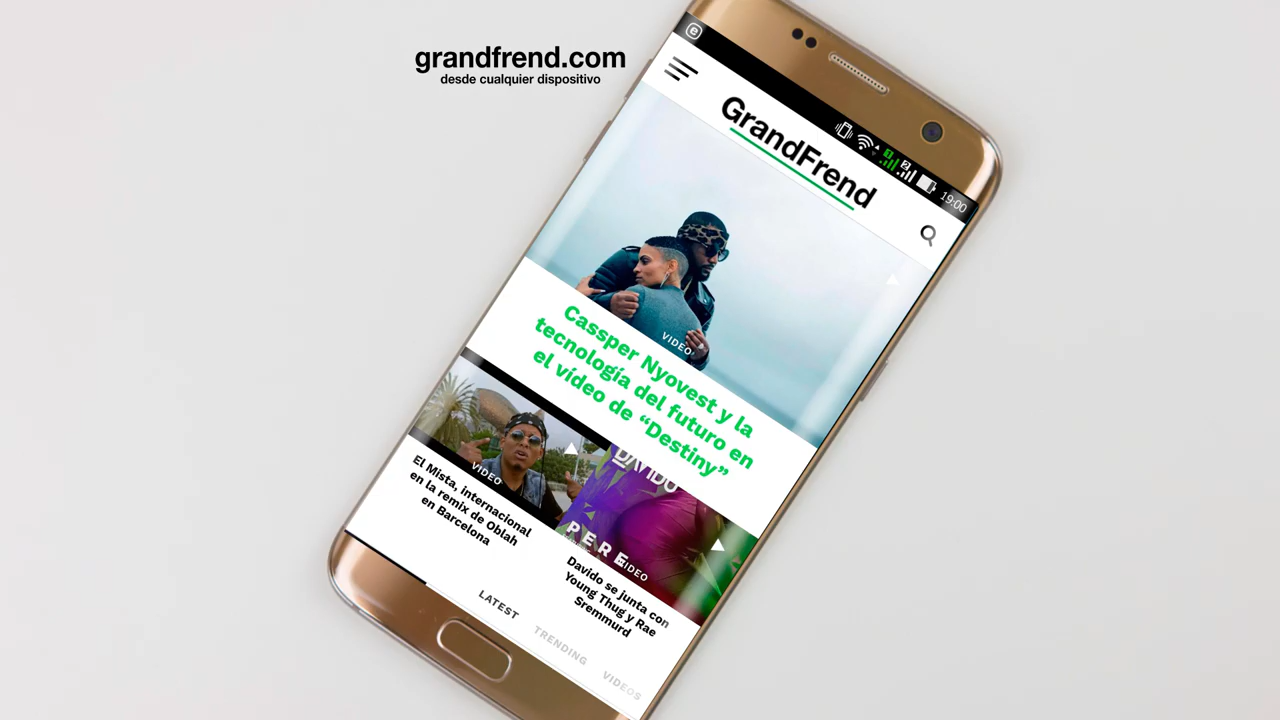 grandfrend.com
desde cualquier dispositivo
19:00
GrandFrend
VIDEO
Cassper Nyovest y la
tecnología del futuro en
el vídeo de “Destiny”
VIDEO
El Mista, internacional
en la remix de Oblah
en Barcelona
DAVIDO
PERE
VIDEO
Davido se junta con
Young Thug y Rae
Sremmurd
LATEST
TRENDING
VIDEOS